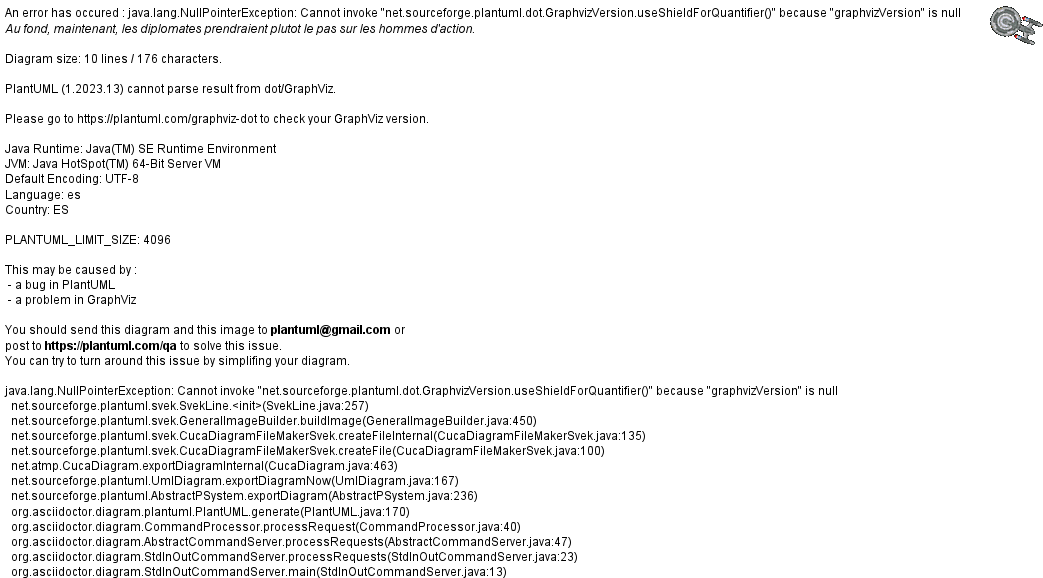 An error has occured : java.lang.NullPointerException: Cannot invoke "net.sourceforge.plantuml.dot.GraphvizVersion.useShieldForQuantifier()" because "graphvizVersion" is null
Au fond, maintenant, les diplomates prendraient plutot le pas sur les hommes d'action.
Diagram size: 10 lines / 176 characters.
PlantUML (1.2023.13) cannot parse result from dot/GraphViz.
Please go to https://plantuml.com/graphviz-dot to check your GraphViz version.
Java Runtime: Java(TM) SE Runtime Environment
JVM: Java HotSpot(TM) 64-Bit Server VM
Default Encoding: UTF-8
Language: es
Country: ES
PLANTUML_LIMIT_SIZE: 4096
This may be caused by :
- a bug in PlantUML
- a problem in GraphViz
You should send this diagram and this image to plantuml@gmail.com or
post to https://plantuml.com/qa to solve this issue.
You can try to turn around this issue by simplifing your diagram.
java.lang.NullPointerException: Cannot invoke "net.sourceforge.plantuml.dot.GraphvizVersion.useShieldForQuantifier()" because "graphvizVersion" is null
net.sourceforge.plantuml.svek.SvekLine.<init>(SvekLine.java:257)
net.sourceforge.plantuml.svek.GeneralImageBuilder.buildImage(GeneralImageBuilder.java:450)
net.sourceforge.plantuml.svek.CucaDiagramFileMakerSvek.createFileInternal(CucaDiagramFileMakerSvek.java:135)
net.sourceforge.plantuml.svek.CucaDiagramFileMakerSvek.createFile(CucaDiagramFileMakerSvek.java:100)
net.atmp.CucaDiagram.exportDiagramInternal(CucaDiagram.java:463)
net.sourceforge.plantuml.UmlDiagram.exportDiagramNow(UmlDiagram.java:167)
net.sourceforge.plantuml.AbstractPSystem.exportDiagram(AbstractPSystem.java:236)
org.asciidoctor.diagram.plantuml.PlantUML.generate(PlantUML.java:170)
org.asciidoctor.diagram.CommandProcessor.processRequest(CommandProcessor.java:40)
org.asciidoctor.diagram.AbstractCommandServer.processRequests(AbstractCommandServer.java:47)
org.asciidoctor.diagram.StdInOutCommandServer.processRequests(StdInOutCommandServer.java:23)
org.asciidoctor.diagram.StdInOutCommandServer.main(StdInOutCommandServer.java:13)